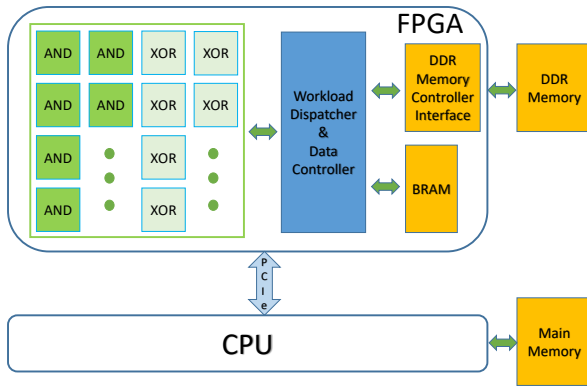 FPGA
AND AND XOR XOR
AND AND XOR XOR
AND XOR
AND XOR
Workload
Dispatcher
&
Data
Controller
DDR
Memory
Controller
Interface
BRAM
DDR
Memory
PCIe
CPU
Main
Memory